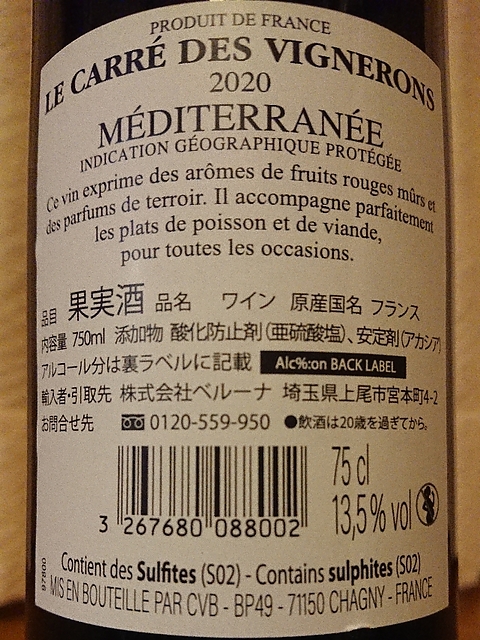 PRODUIT DE FRANCE
LE CARRÉ DES VIGNERONS
2020
MÉDITERRANÉE
INDICATION GÉOGRAPHIQUE PROTÉGÉE
Ce vin exprime des arômes de fruits rouges mûrs et
des parfums de terroir. Il accompagne parfaitement
les plats de poisson et de viande,
pour toutes les occasions.
品目 果実酒 品名 ワイン 原産国名 フランス
内容量 750ml 添加物 酸化防止剤(亜硫酸塩)、安定剤(アカシア)
アルコール分は裏ラベルに記載 Alc%:on BACK LABEL
輸入者・引取先 株式会社ベルーナ 埼玉県上尾市宮本町4-2
お問合せ先 0120-559-950 ●飲酒は20歳を過ぎてから。
75 cl
13,5% vol
3 267680 088002
97800
Contient des Sulfites (S02) - Contains sulphites (S02)
MIS EN BOUTEILLE PAR CVB - BP49 - 71150 CHAGNY - FRANCE